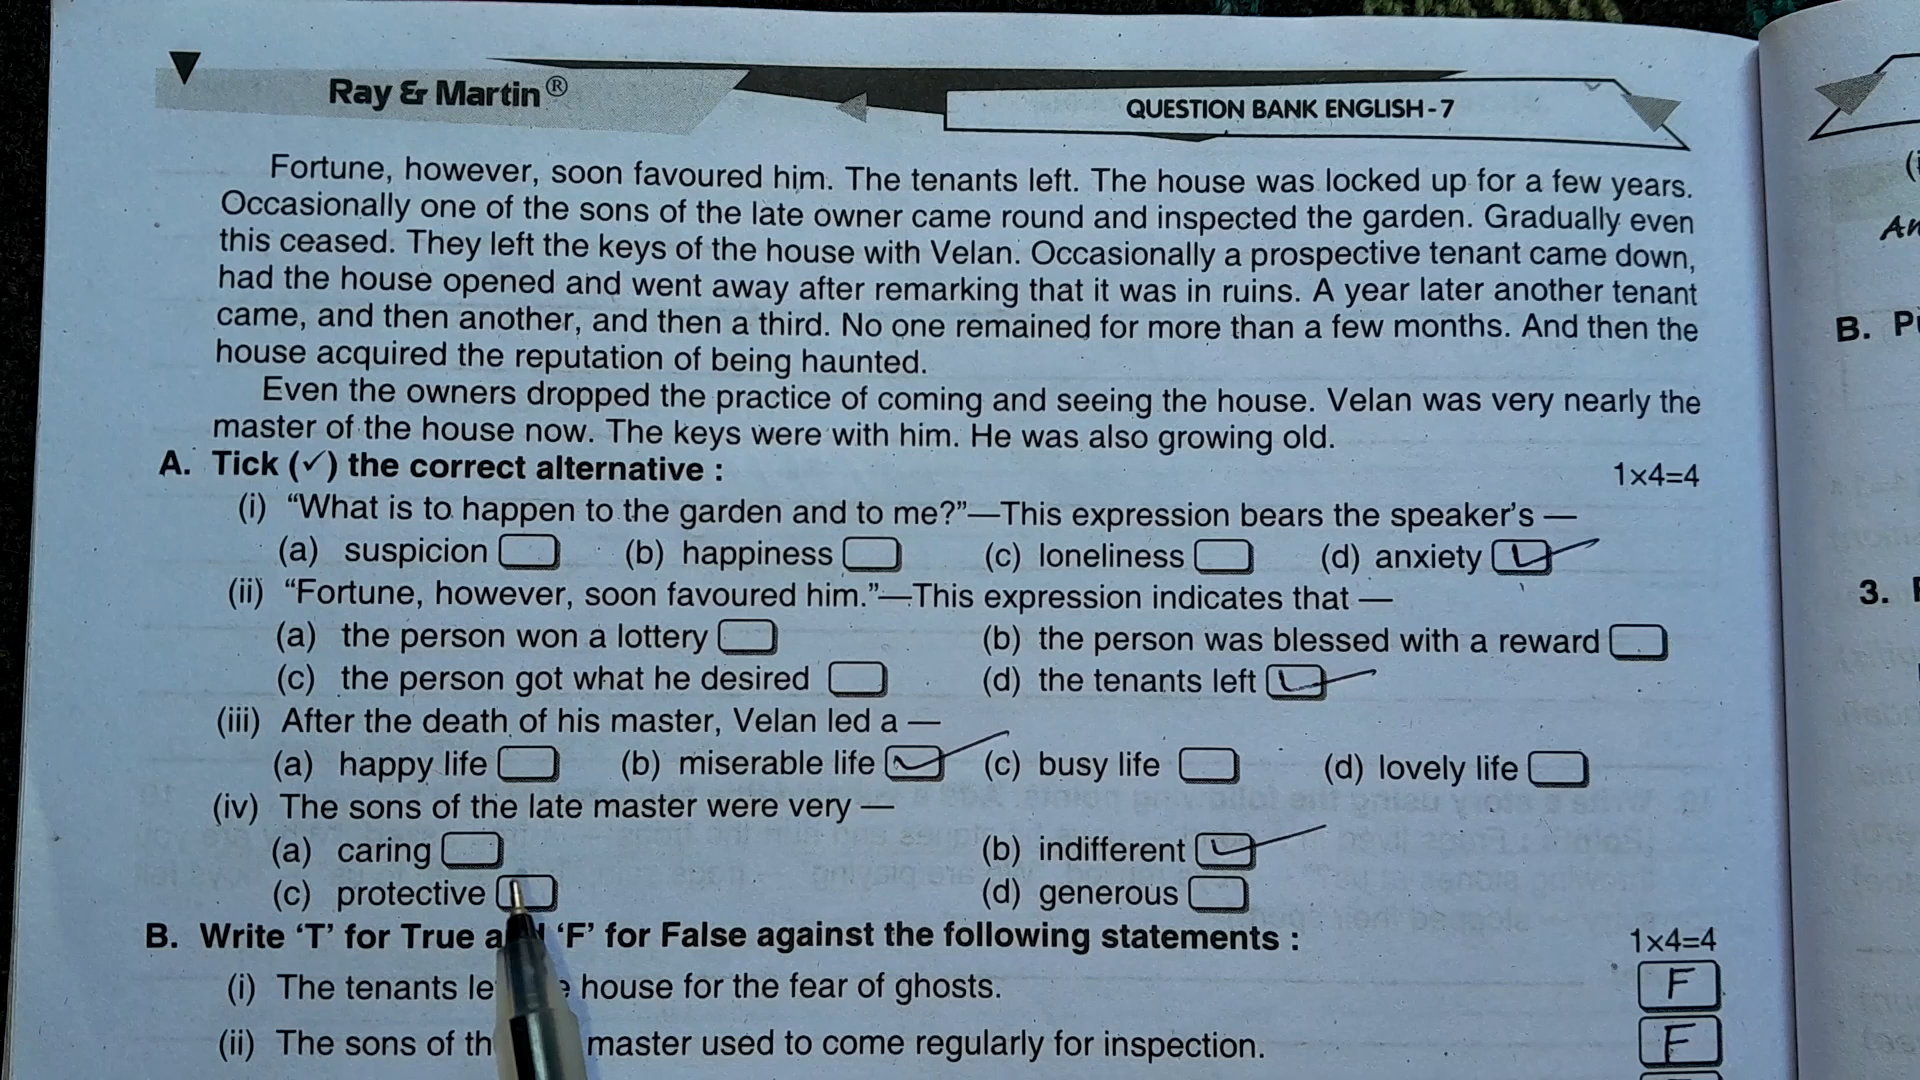 Ray & Martin®
QUESTION BANK ENGLISH - 7
Fortune, however, soon favoured him. The tenants left. The house was locked up for a few years.
Occasionally one of the sons of the late owner came round and inspected the garden. Gradually even
this ceased. They left the keys of the house with Velan. Occasionally a prospective tenant came down,
had the house opened and went away after remarking that it was in ruins. A year later another tenant
came, and then another, and then a third. No one remained for more than a few months. And then the
house acquired the reputation of being haunted.
Even the owners dropped the practice of coming and seeing the house. Velan was very nearly the
master of the house now. The keys were with him. He was also growing old.
A. Tick (✓) the correct alternative : 1×4=4
(i) “What is to happen to the garden and to me?”—This expression bears the speaker's —
(a) suspicion (b) happiness (c) loneliness (d) anxiety ✓
(ii) “Fortune, however, soon favoured him.”—This expression indicates that —
(a) the person won a lottery (b) the person was blessed with a reward
(c) the person got what he desired (d) the tenants left ✓
(iii) After the death of his master, Velan led a —
(a) happy life (b) miserable life ✓ (c) busy life (d) lovely life
(iv) The sons of the late master were very —
(a) caring (b) indifferent ✓
(c) protective (d) generous
B. Write ‘T’ for True ‘F’ for False against the following statements : 1×4=4
(i) The tenants house for the fear of ghosts. F
(ii) The sons of master used to come regularly for inspection. F
B.
3.